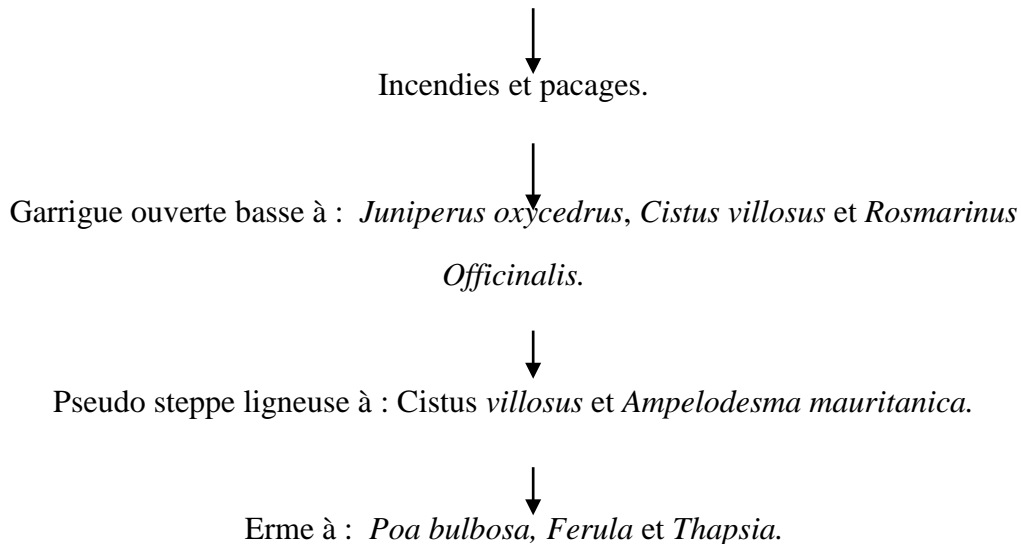 Incendies et pacages.
Garrigue ouverte basse à : Juniperus oxycedrus, Cistus villosus et Rosmarinus
Officinalis.
Pseudo steppe ligneuse à : Cistus villosus et Ampelodesma mauritanica.
Erme à : Poa bulbosa, Ferula et Thapsia.